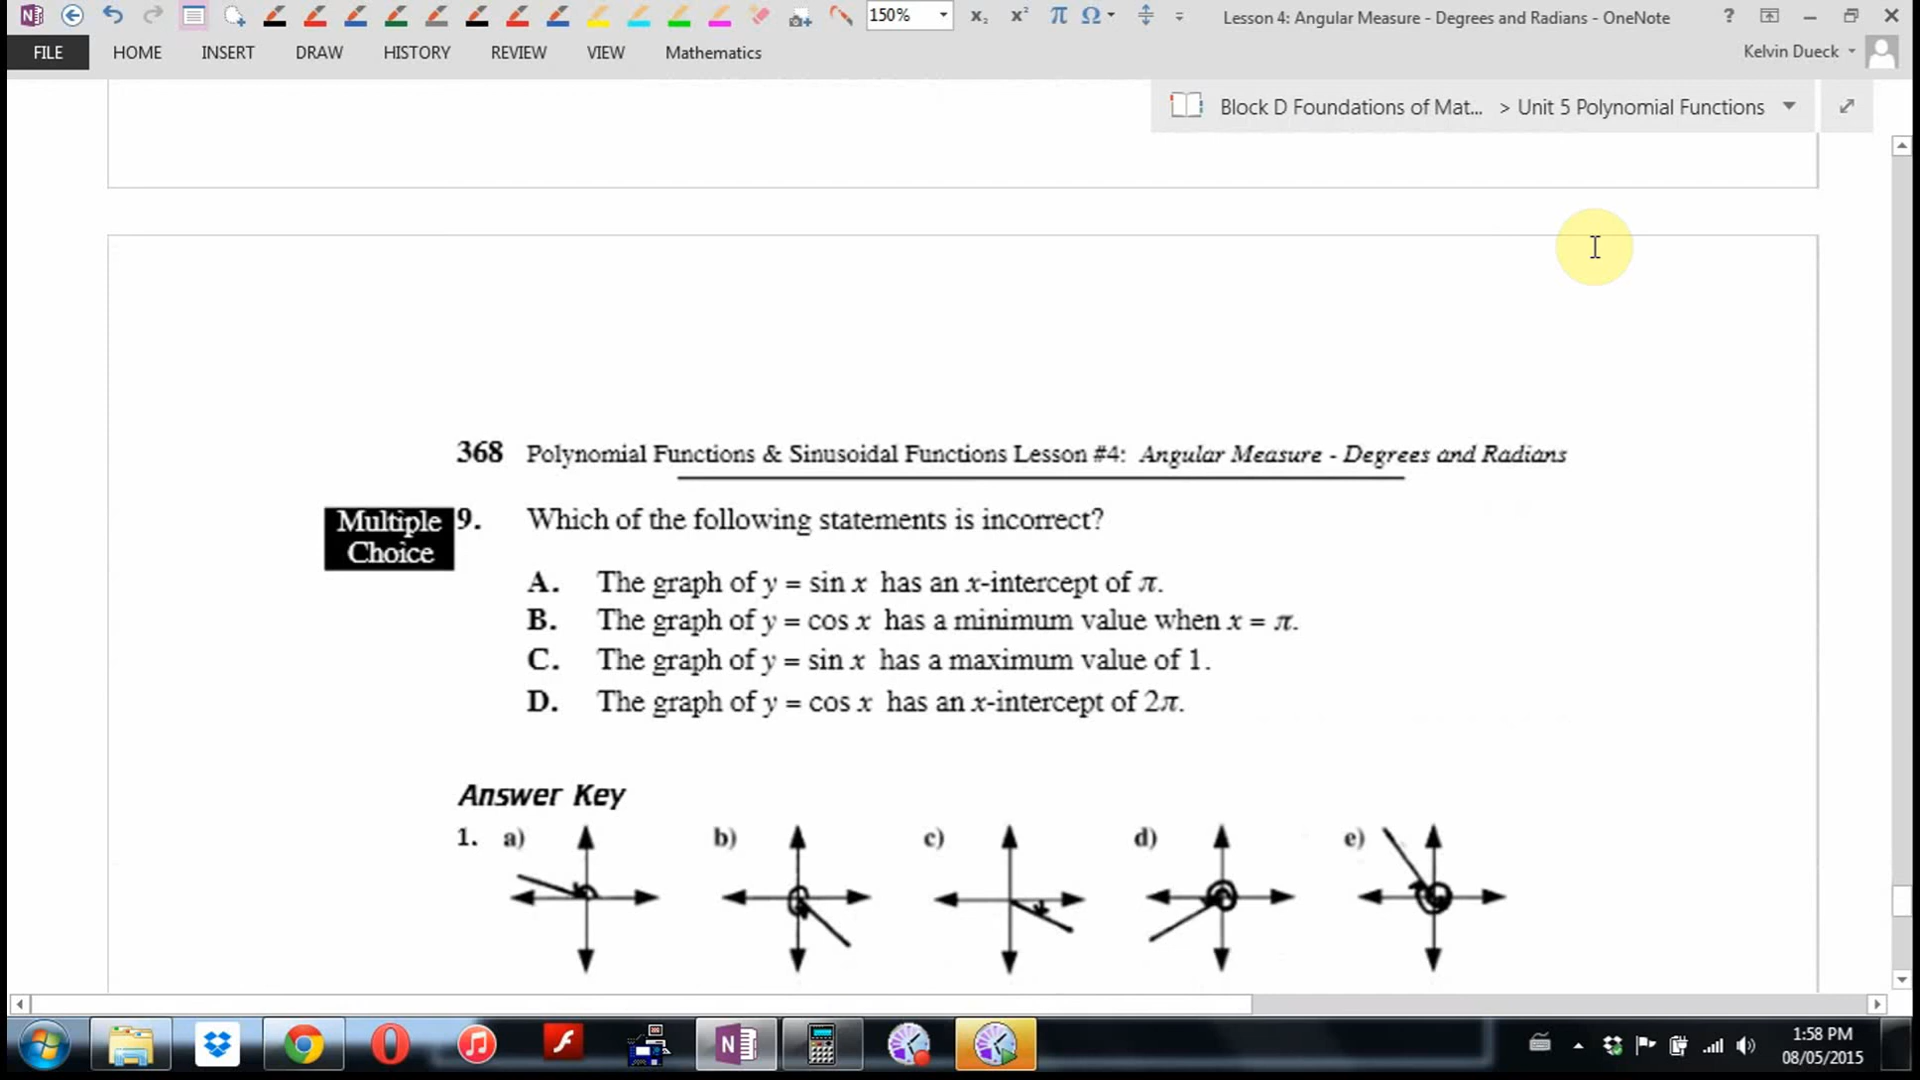 150%
x₂
x²
π
Ω
Lesson 4: Angular Measure - Degrees and Radians - OneNote
?
FILE
HOME
INSERT
DRAW
HISTORY
REVIEW
VIEW
Mathematics
Kelvin Dueck
Block D Foundations of Mat... > Unit 5 Polynomial Functions
368 Polynomial Functions & Sinusoidal Functions Lesson #4: Angular Measure - Degrees and Radians
Multiple
Choice
9. Which of the following statements is incorrect?
A. The graph of y = sin x has an x-intercept of π.
B. The graph of y = cos x has a minimum value when x = π.
C. The graph of y = sin x has a maximum value of 1.
D. The graph of y = cos x has an x-intercept of 2π.
Answer Key
1. a) b) c) d) e)
1:58 PM
08/05/2015